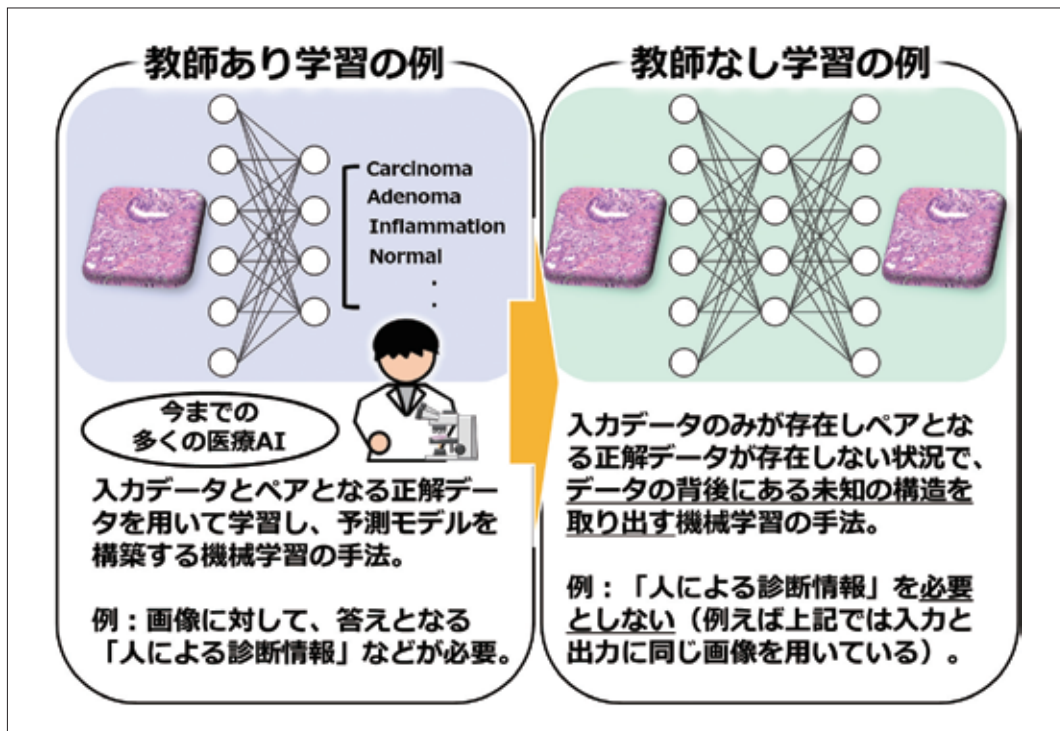 教師あり学習の例
Carcinoma
Adenoma
Inflammation
Normal
:
今までの
多くの医療AI
入力データとペアとなる正解デー
タを用いて学習し、予測モデルを
構築する機械学習の手法。
例：画像に対して、答えとなる
「人による診断情報」などが必要。
教師なし学習の例
入力データのみが存在しペアとな
る正解データが存在しない状況で、
データの背後にある未知の構造を
取り出す機械学習の手法。
例：「人による診断情報」を必要
としない（例えば上記では入力と
出力に同じ画像を用いている）。